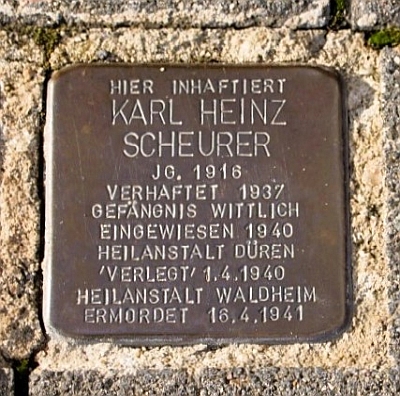 HIER INHAFTIERT
KARL HEINZ
SCHEURER
JG. 1916
VERHAFTET 1937
GEFÄNGNIS WITTLICH
EINGEWIESEN 1940
HEILANSTALT DÜREN
'VERLEGT' 1.4.1940
HEILANSTALT WALDHEIM
ERMORDET 16.4.1941